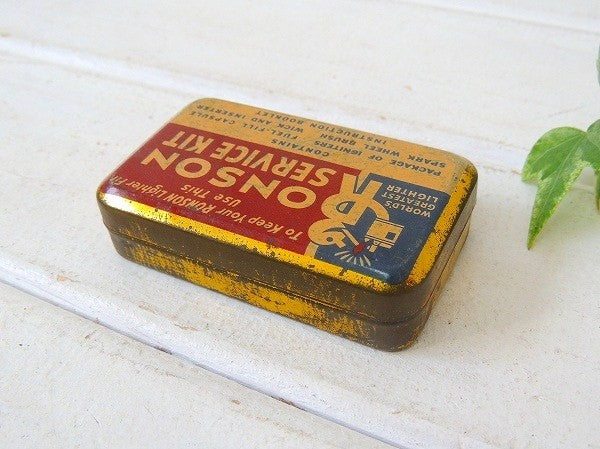 To Keep Your RONSON Lighter Fit
Use This
RONSON
SERVICE KIT
WORLD'S
GREATEST
LIGHTER
CONTAINS
PACKAGE OF IGNITERS FUEL-FILL CAPSULE
SPARK WHEEL BRUSH WICK AND INSERTER
INSTRUCTION BOOKLET